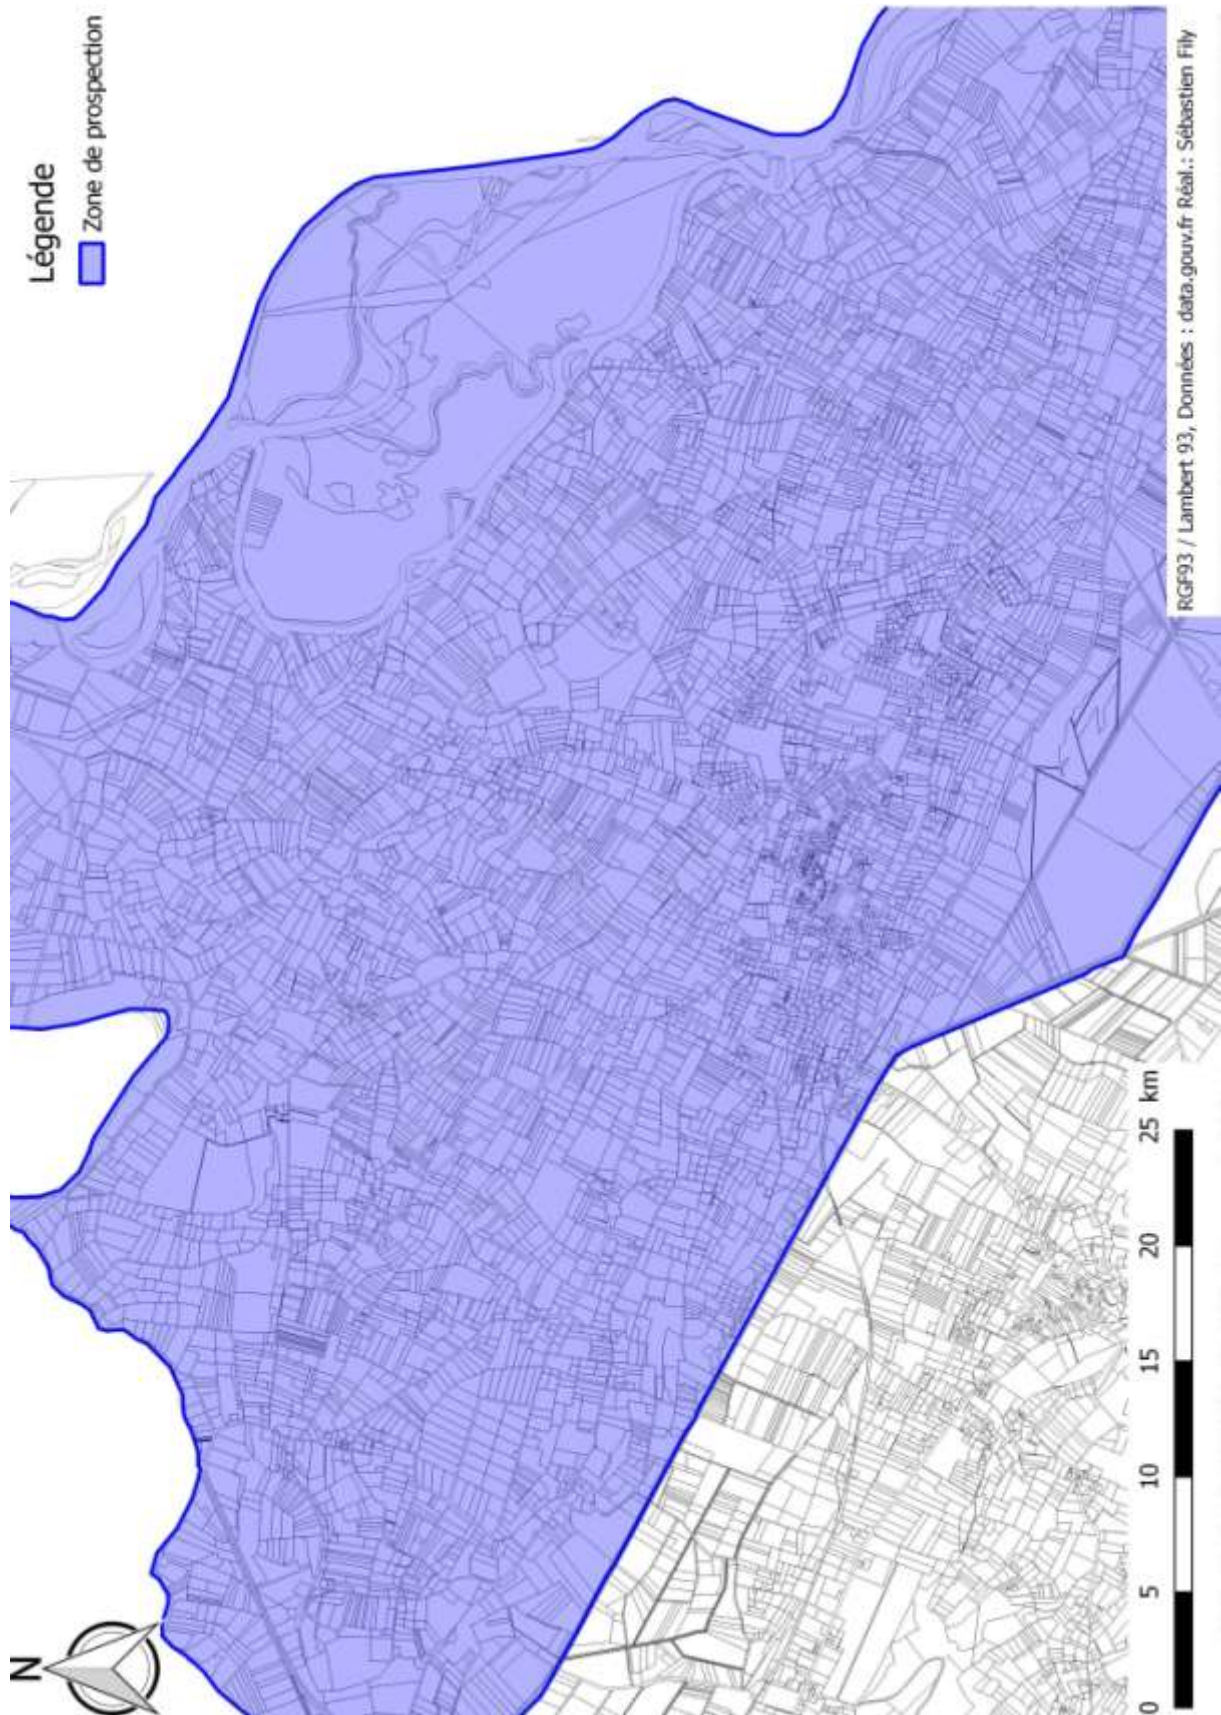 Légende
Zone de prospection
N
0 5 10 15 20 25 km
RGF93 / Lambert 93, Données : data.gouv.fr Réal.: Sébastien Fily